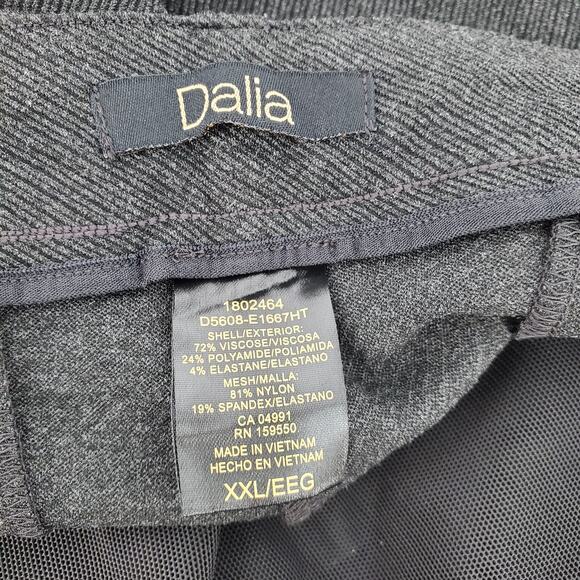 Dalia
1802464
D5608-E1667HT
SHELL/EXTERIOR:
72% VISCOSE/VISCOSA
24% POLYAMIDE/POLIAMIDA
4% ELASTANE/ELASTANO
MESH/MALLA:
81% NYLON
19% SPANDEX/ELASTANO
CA 04991
RN 159550
MADE IN VIETNAM
HECHO EN VIETNAM
XXL/EEG